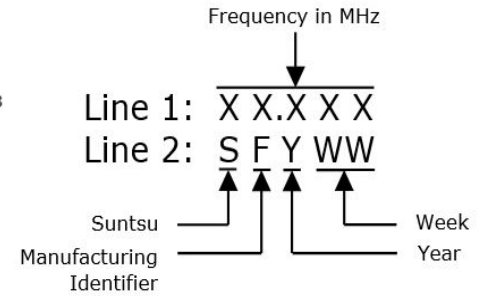 Frequency in MHz
Line 1: X X.X X X
Line 2: S F Y WW
Suntsu
Week
Manufacturing
Identifier
Year